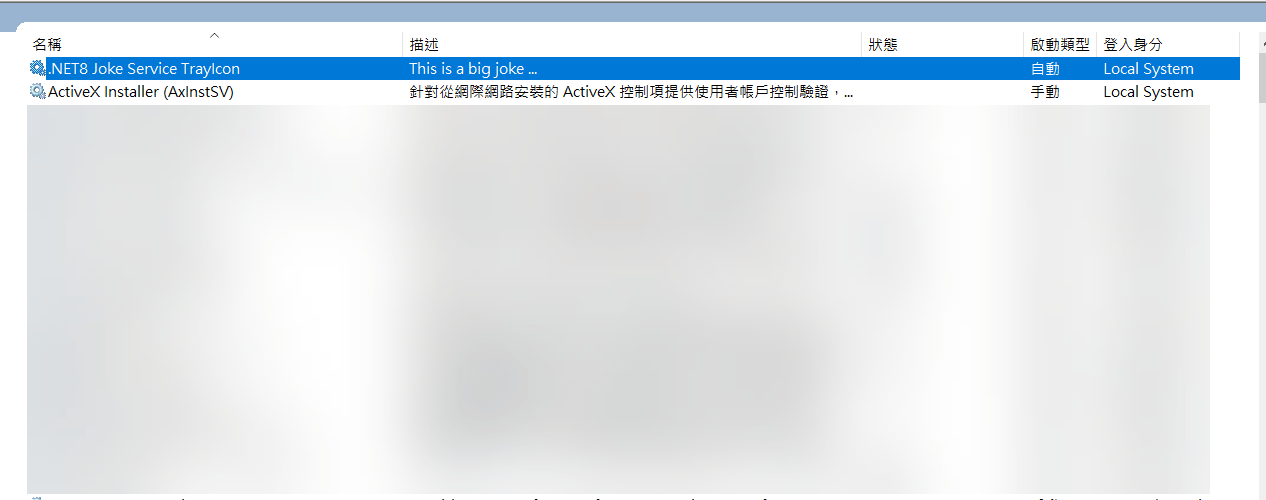 名稱 描述 狀態 啟動類型 登入身分
.NET8 Joke Service TrayIcon This is a big joke ... 自動 Local System
ActiveX Installer (AxInstSV) 針對從網際網路安裝的 ActiveX 控制項提供使用者帳戶控制驗證，... 手動 Local System